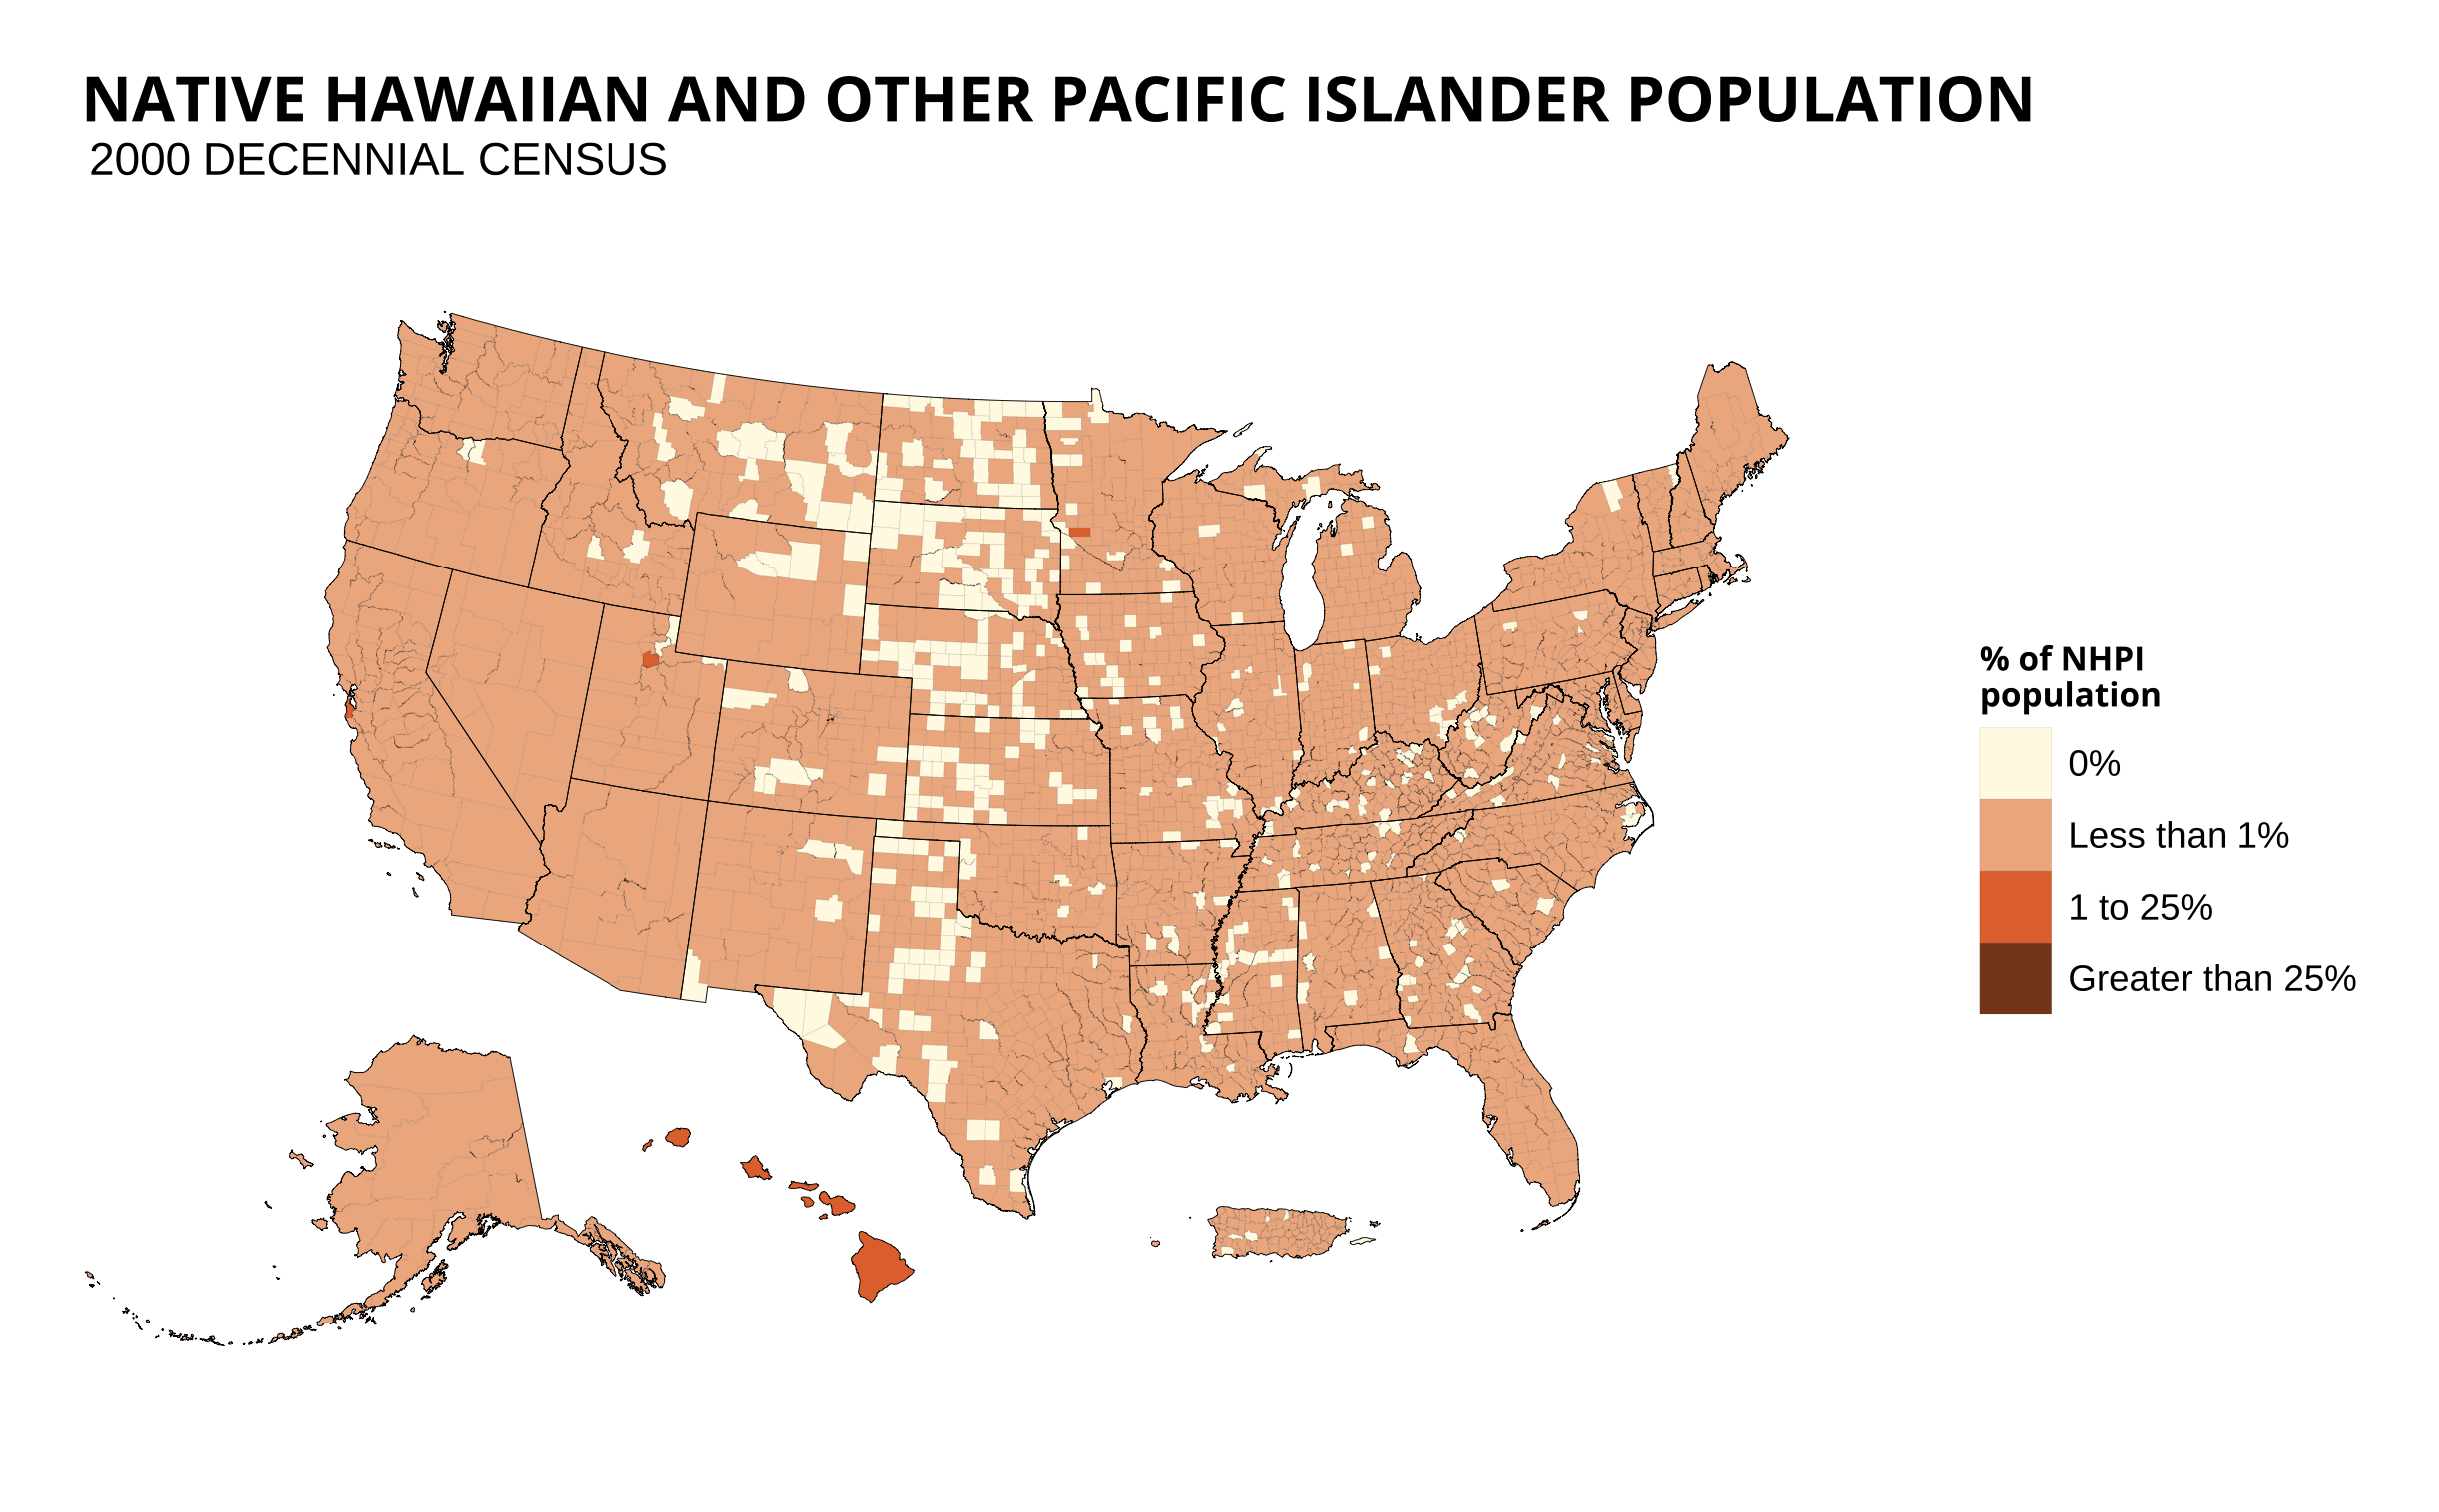 NATIVE HAWAIIAN AND OTHER PACIFIC ISLANDER POPULATION
2000 DECENNIAL CENSUS
% of NHPI
population
0%
Less than 1%
1 to 25%
Greater than 25%